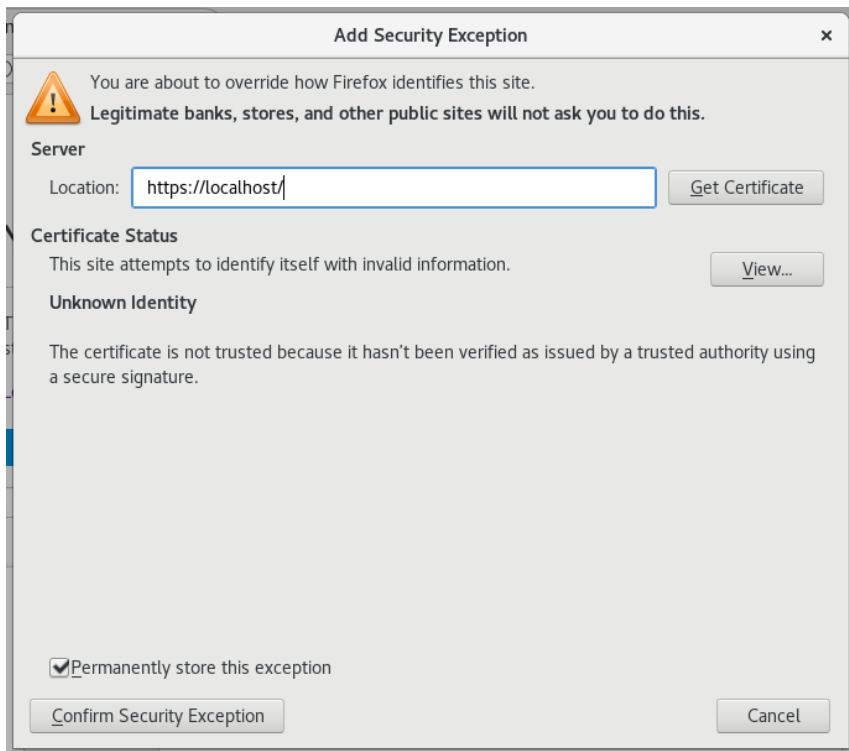 Add Security Exception
You are about to override how Firefox identifies this site.
Legitimate banks, stores, and other public sites will not ask you to do this.
Server
Location: https://localhost/ Get Certificate
Certificate Status
This site attempts to identify itself with invalid information. View...
Unknown Identity
The certificate is not trusted because it hasn't been verified as issued by a trusted authority using
a secure signature.
Permanently store this exception
Confirm Security Exception Cancel